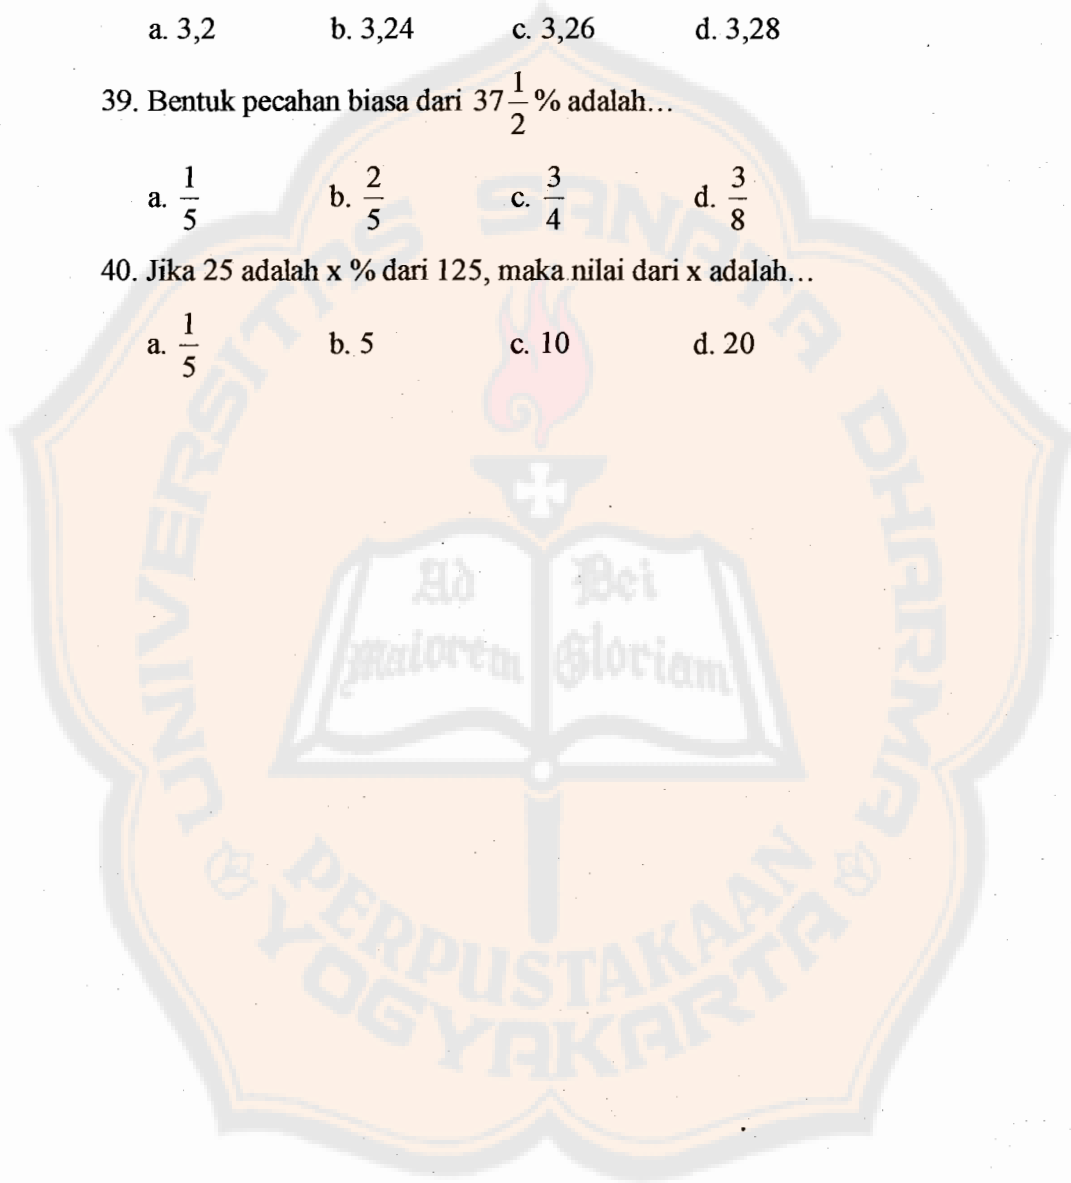 a. 3,2 b. 3,24 c. 3,26 d. 3,28
39. Bentuk pecahan biasa dari 37 1/2 % adalah...
a. 1/5 b. 2/5 c. 3/4 d. 3/8
40. Jika 25 adalah x % dari 125, maka nilai dari x adalah...
a. 1/5 b. 5 c. 10 d. 20
UNIVERSITAS SANATA DHARMA
Ad Dei
Maiorem Gloriam
PERPUSTAKAAN
YOGYAKARTA